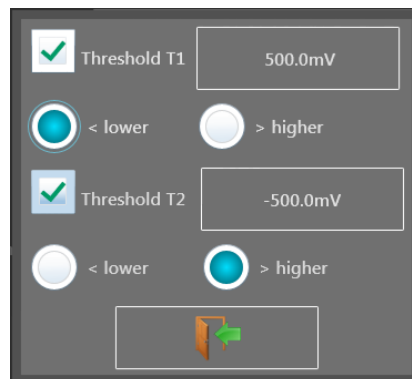 Threshold T1 500.0mV
< lower > higher
Threshold T2 -500.0mV
< lower > higher